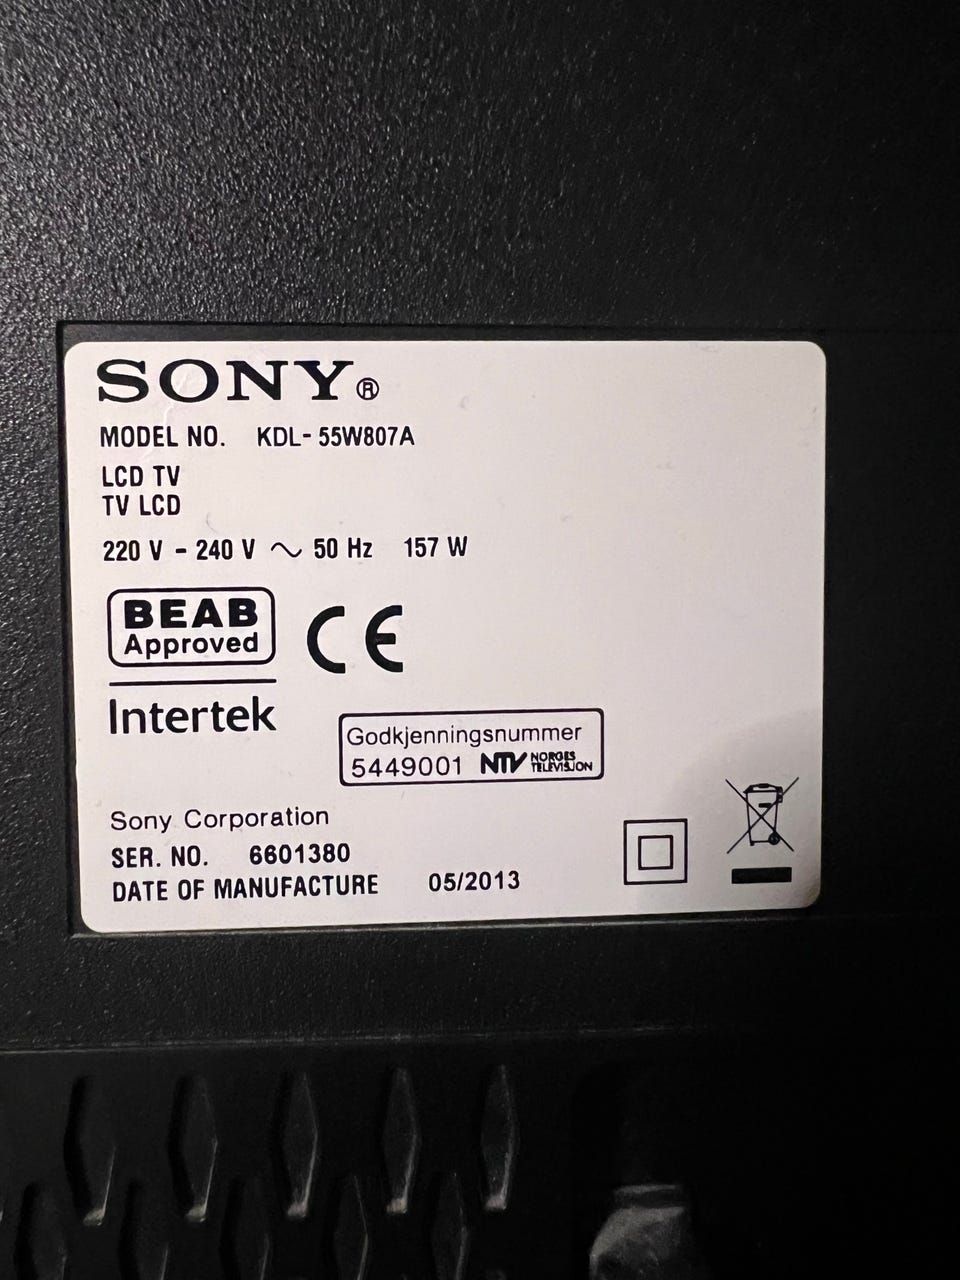 SONY®
MODEL NO. KDL-55W807A
LCD TV
TV LCD
220 V - 240 V ~ 50 Hz 157 W
BEAB
Approved
CE
Intertek
Godkjenningsnummer
5449001 NTV NORGES TELEVISJON
Sony Corporation
SER. NO. 6601380
DATE OF MANUFACTURE 05/2013